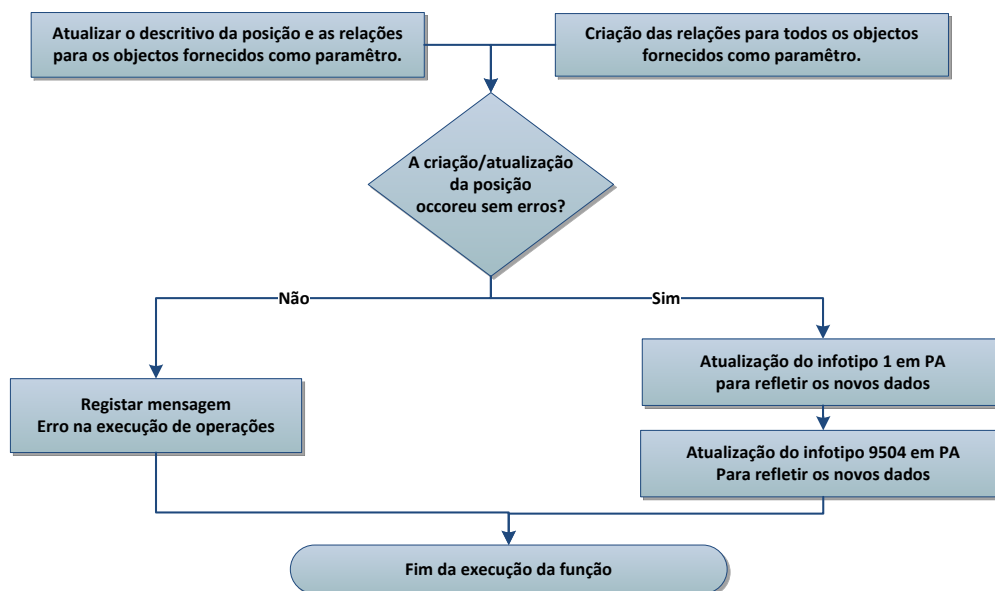 Atualizar o descritivo da posição e as relações
para os objectos fornecidos como paramêtro.
Criação das relações para todos os objectos
fornecidos como paramêtro.
A criação/atualização
da posição
occoreu sem erros?
Não
Sim
Atualização do infotipo 1 em PA
para refletir os novos dados
Registar mensagem
Erro na execução de operações
Atualização do infotipo 9504 em PA
Para refletir os novos dados
Fim da execução da função